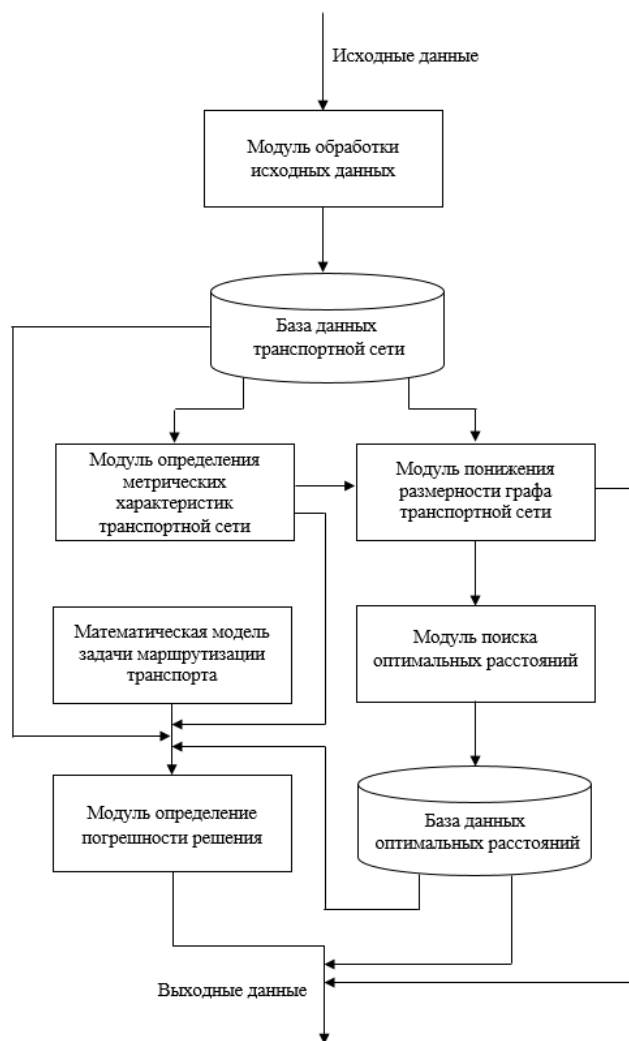 Исходные данные
Модуль обработки
исходных данных
База данных
транспортной сети
Модуль определения
метрических
характеристик
транспортной сети
Модуль понижения
размерности графа
транспортной сети
Математическая модель
задачи маршрутизации
транспорта
Модуль поиска
оптимальных расстояний
Модуль определение
погрешности решения
База данных
оптимальных расстояний
Выходные данные